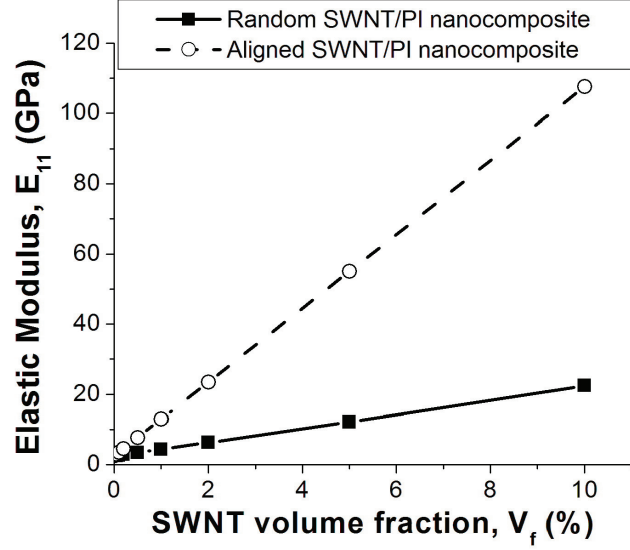 Random SWNT/PI nanocomposite
Aligned SWNT/PI nanocomposite
120
100
80
60
40
20
0
Elastic Modulus, E₁₁ (GPa)
0 2 4 6 8 10
SWNT volume fraction, V_f (%)